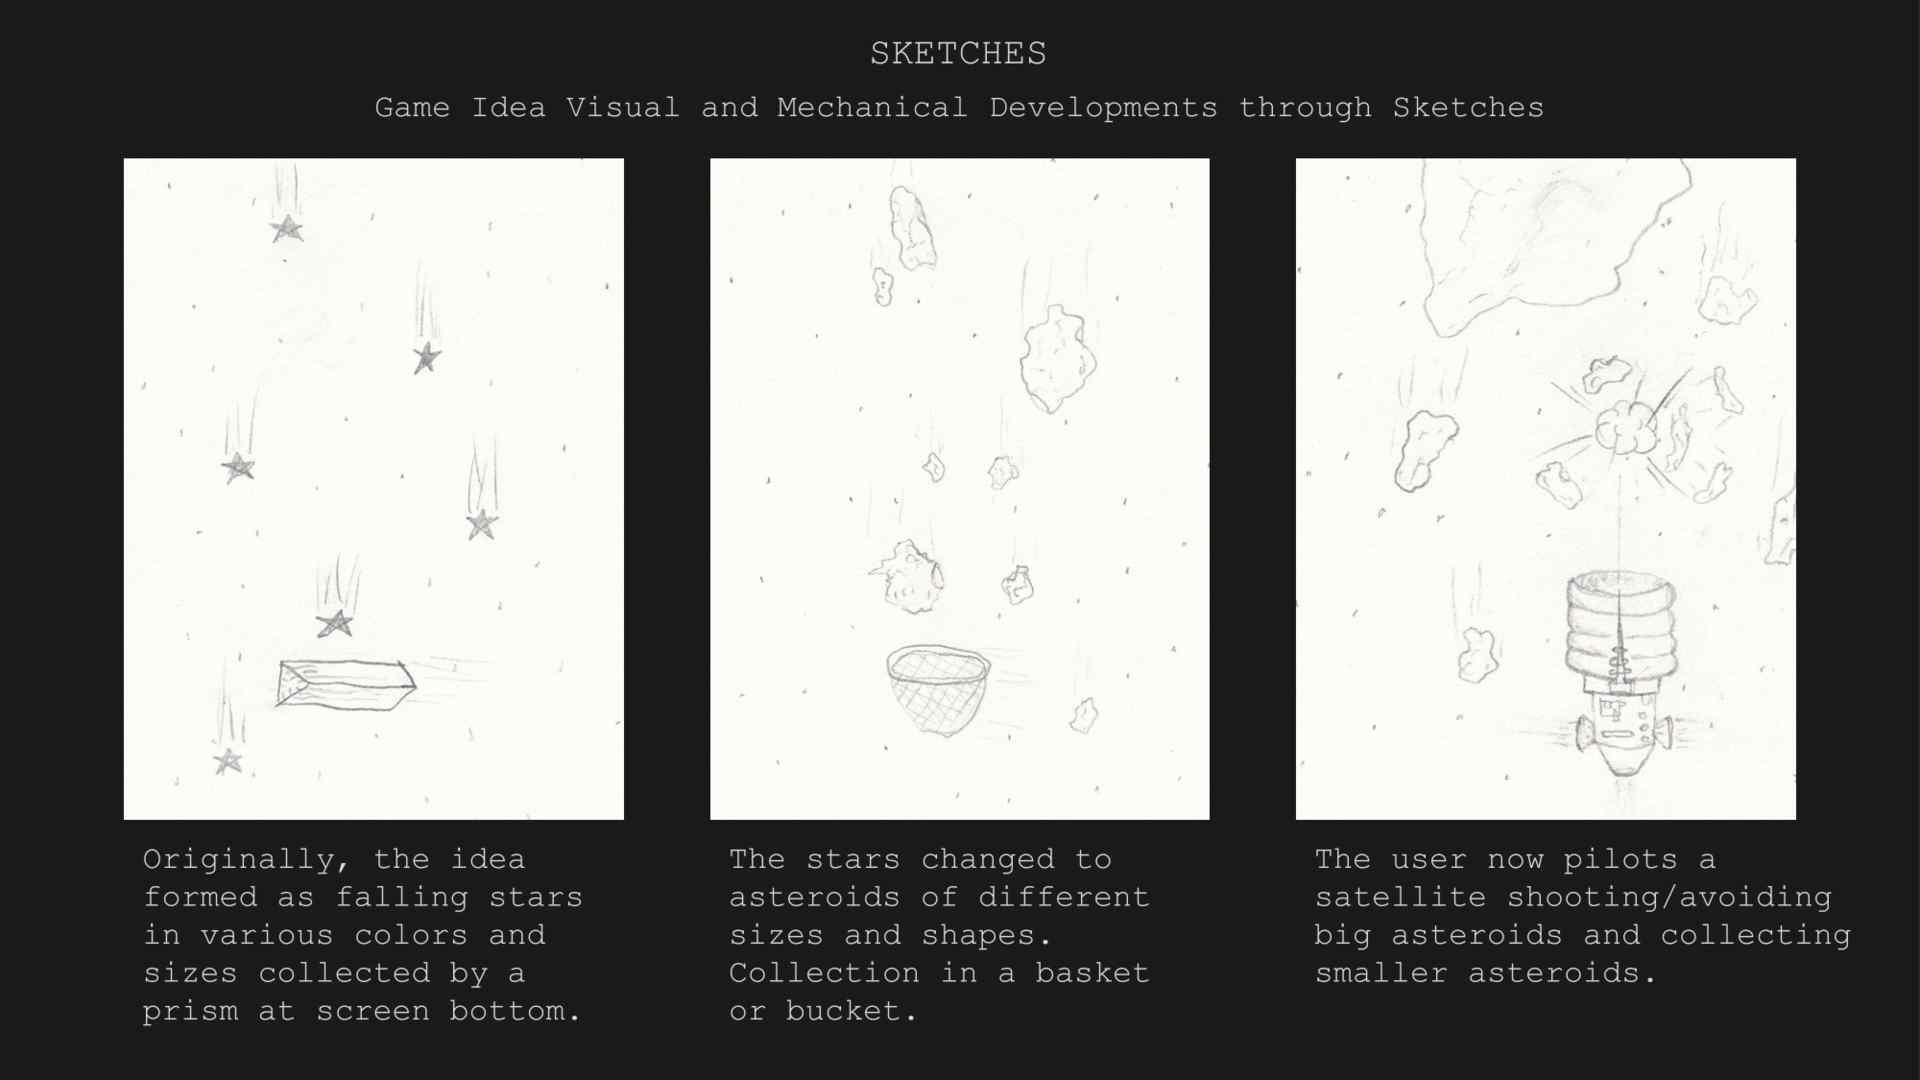 SKETCHES
Game Idea Visual and Mechanical Developments through Sketches
Originally, the idea
formed as falling stars
in various colors and
sizes collected by a
prism at screen bottom.
The stars changed to
asteroids of different
sizes and shapes.
Collection in a basket
or bucket.
The user now pilots a
satellite shooting/avoiding
big asteroids and collecting
smaller asteroids.